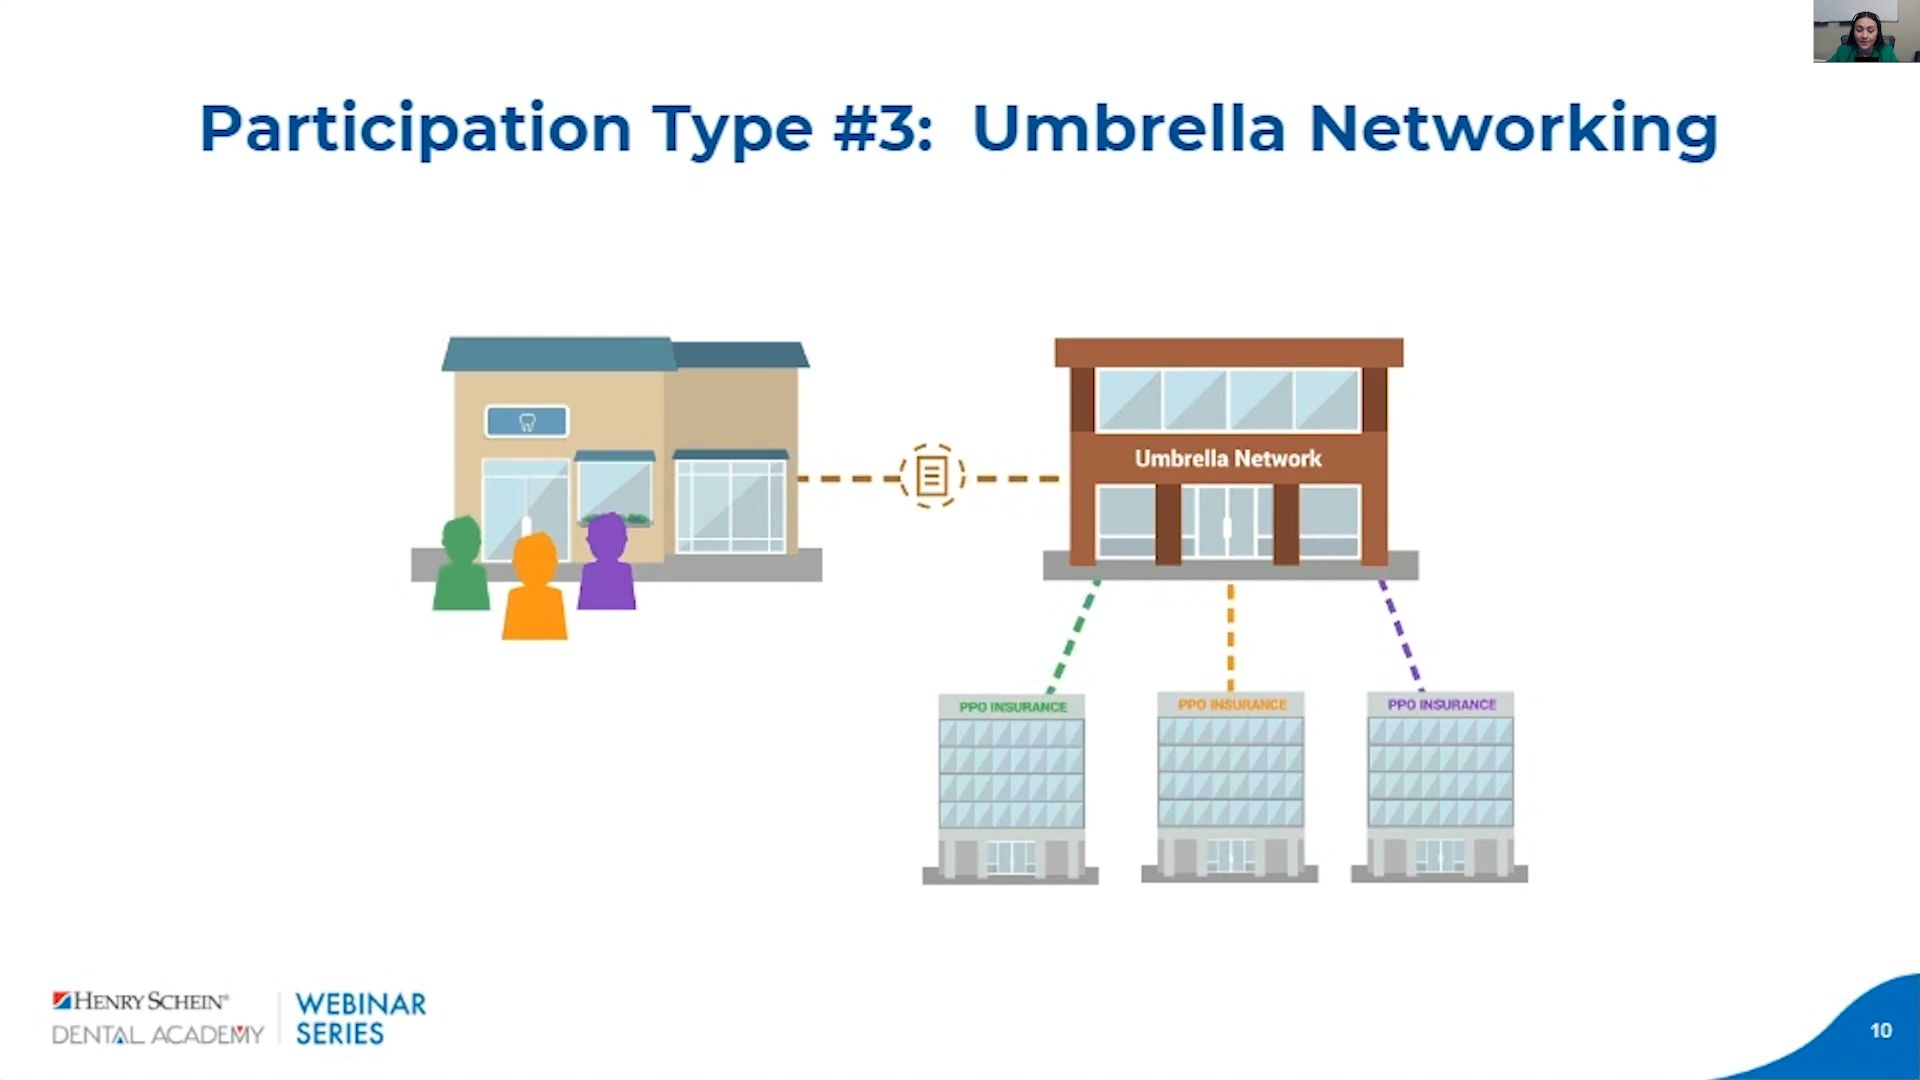 Participation Type #3: Umbrella Networking
Umbrella Network
PPO INSURANCE
PPO INSURANCE
PPO INSURANCE
HENRY SCHEIN®
DENTAL ACADEMY
WEBINAR
SERIES
10